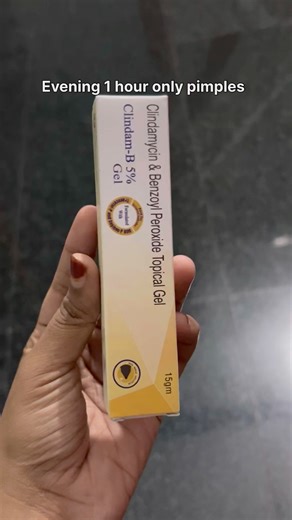 Evening 1 hour only pimples
Clindamycin & Benzoyl Peroxide Topical Gel
Clindam-B 5%
Gel
15gm